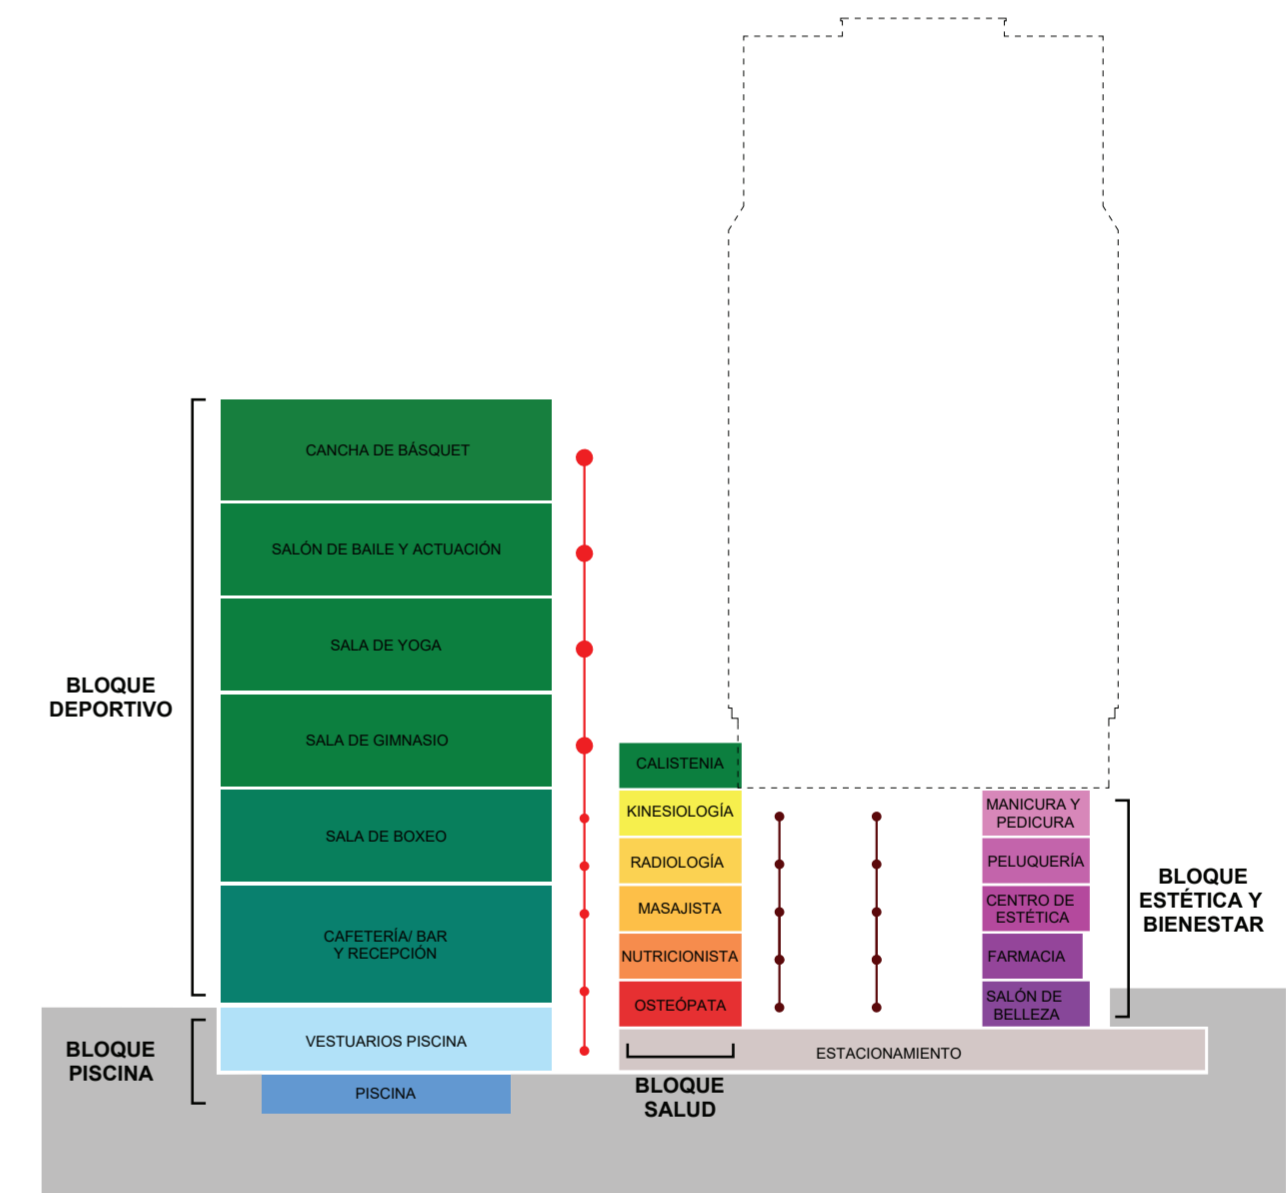 CANCHA DE BÁSQUET
SALÓN DE BAILE Y ACTUACIÓN
SALA DE YOGA
BLOQUE
DEPORTIVO
SALA DE GIMNASIO
SALA DE BOXEO
CAFETERÍA/ BAR
Y RECEPCIÓN
BLOQUE
PISCINA
VESTUARIOS PISCINA
PISCINA
CALISTENIA
KINESIOLOGÍA
RADIOLOGÍA
MASAJISTA
NUTRICIONISTA
OSTEÓPATA
BLOQUE
SALUD
ESTACIONAMIENTO
MANICURA Y
PEDICURA
PELUQUERÍA
CENTRO DE
ESTÉTICA
FARMACIA
SALÓN DE
BELLEZA
BLOQUE
ESTÉTICA Y
BIENESTAR